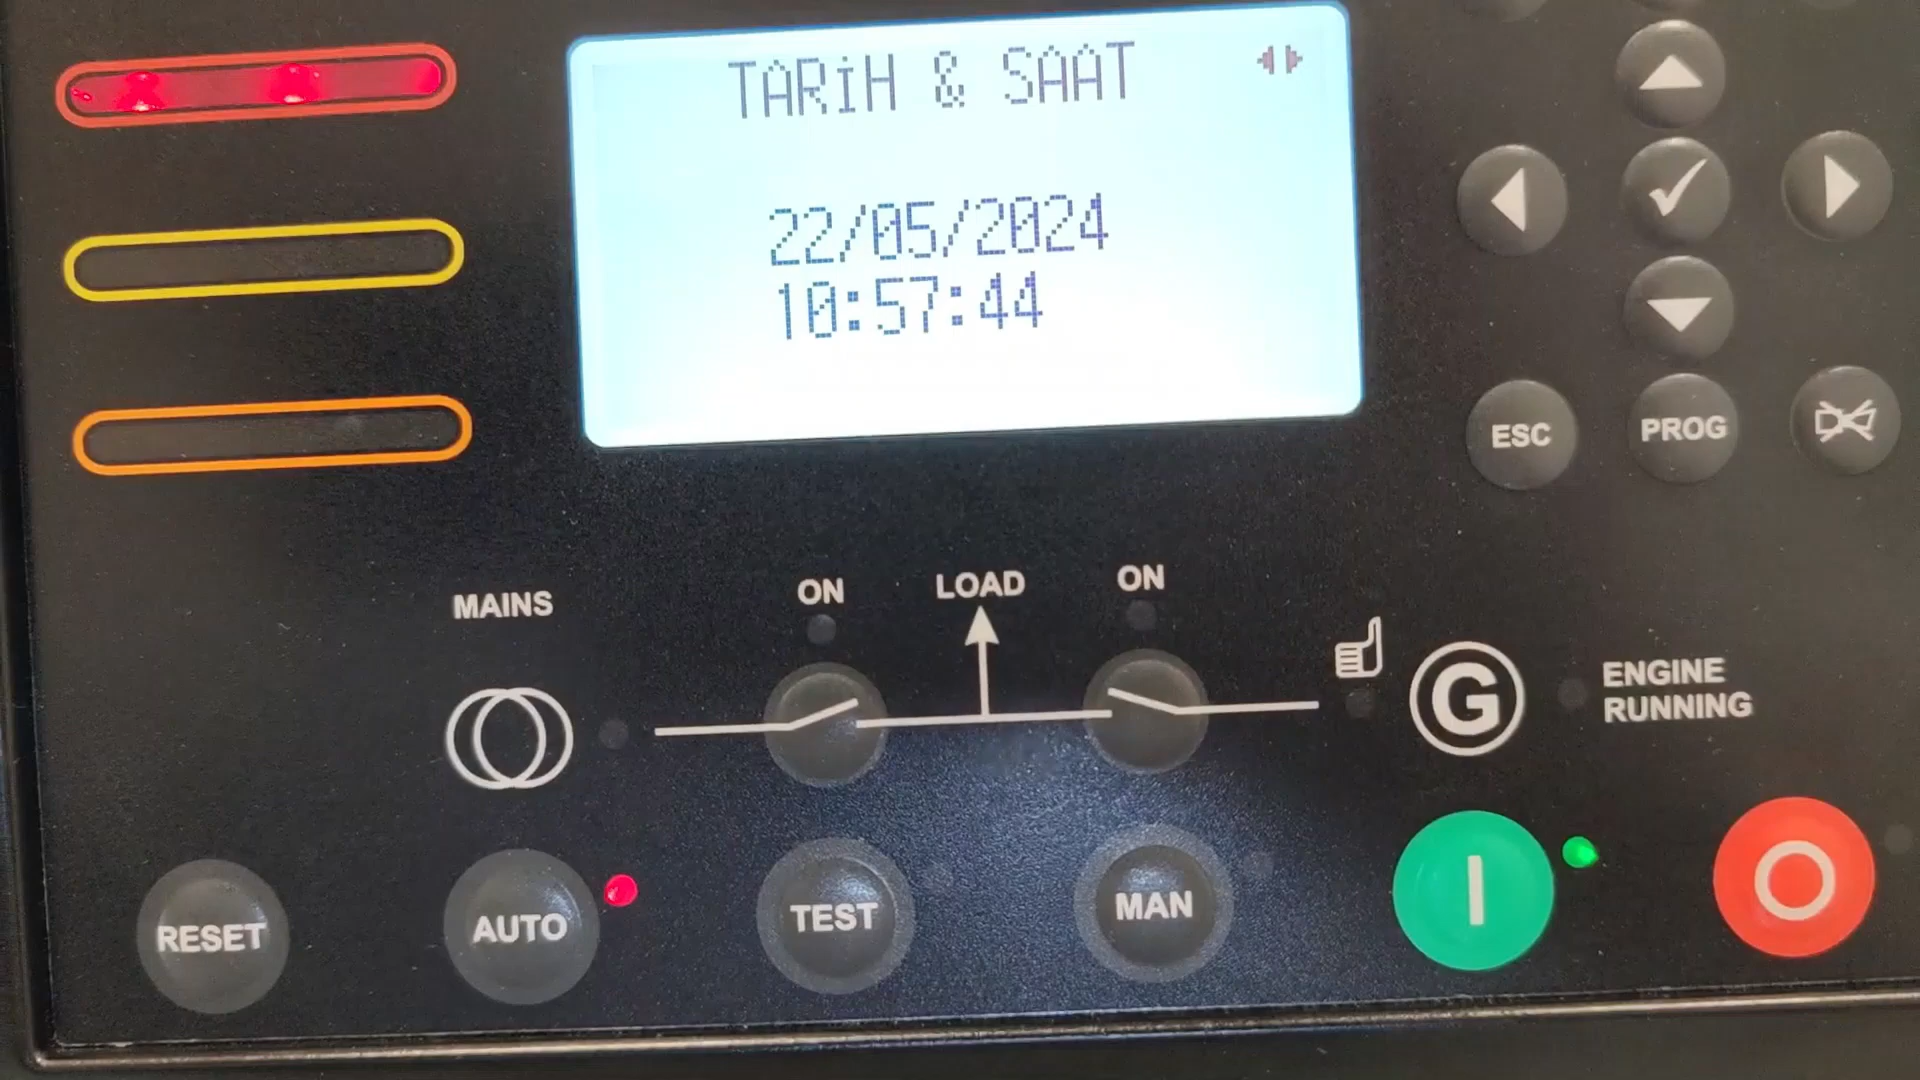 TARİH & SAAT
22/05/2024
10:57:44
ESC
PROG
MAINS
ON
LOAD
ON
G
ENGINE
RUNNING
RESET
AUTO
TEST
MAN
I
O